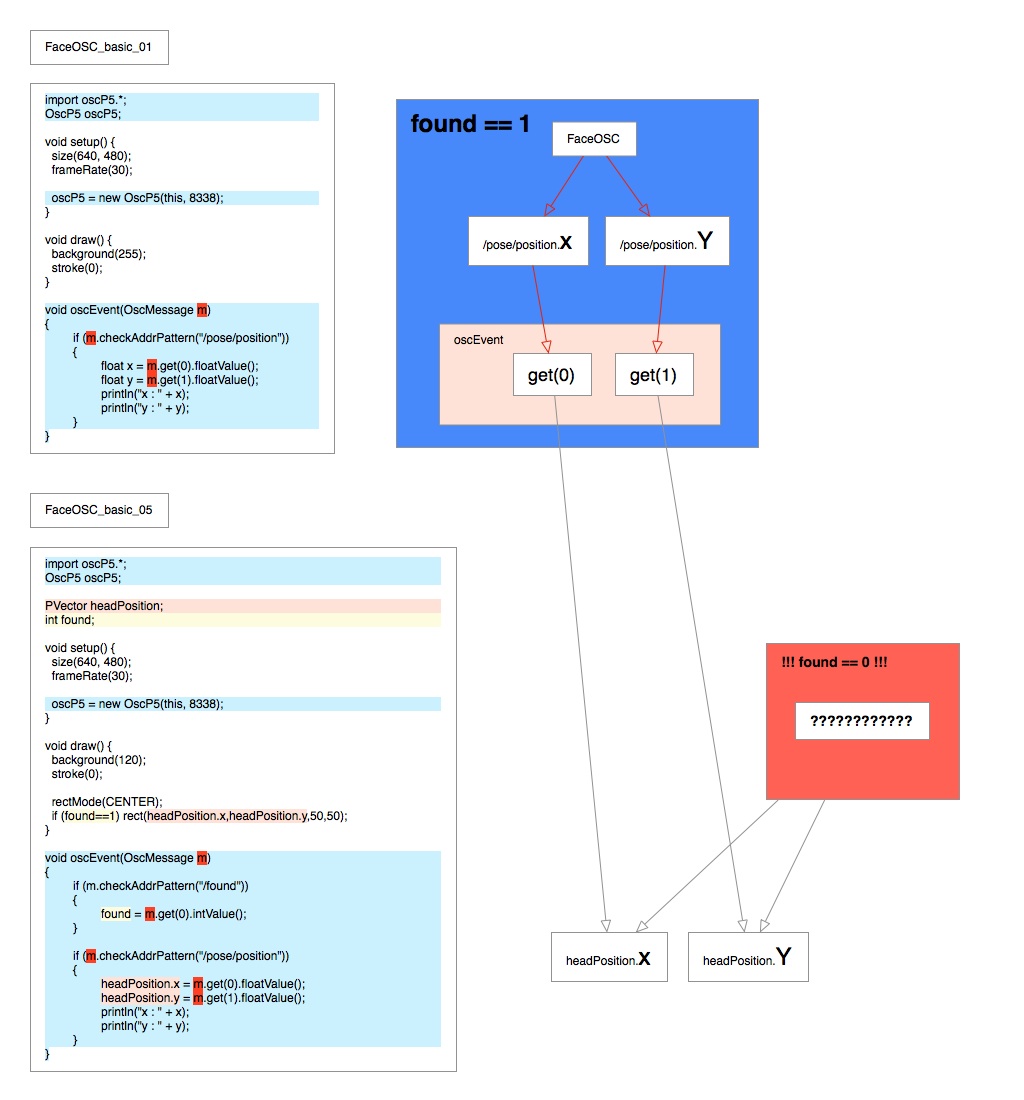 FaceOSC_basic_01
import oscP5.*;
OscP5 oscP5;
void setup() {
size(640, 480);
frameRate(30);
oscP5 = new OscP5(this, 8338);
}
void draw() {
background(255);
stroke(0);
}
void oscEvent(OscMessage m)
{
if (m.checkAddrPattern("/pose/position"))
{
float x = m.get(0).floatValue();
float y = m.get(1).floatValue();
println("x : " + x);
println("y : " + y);
}
}
found == 1
FaceOSC
/pose/position.X
/pose/position.Y
oscEvent
get(0)
get(1)
FaceOSC_basic_05
import oscP5.*;
OscP5 oscP5;
PVector headPosition;
int found;
void setup() {
size(640, 480);
frameRate(30);
oscP5 = new OscP5(this, 8338);
}
void draw() {
background(120);
stroke(0);
rectMode(CENTER);
if (found==1) rect(headPosition.x,headPosition.y,50,50);
}
void oscEvent(OscMessage m)
{
if (m.checkAddrPattern("/found"))
{
found = m.get(0).intValue();
}
if (m.checkAddrPattern("/pose/position"))
{
headPosition.x = m.get(0).floatValue();
headPosition.y = m.get(1).floatValue();
println("x : " + x);
println("y : " + y);
}
}
!!! found == 0 !!!
????????????
headPosition.X
headPosition.Y